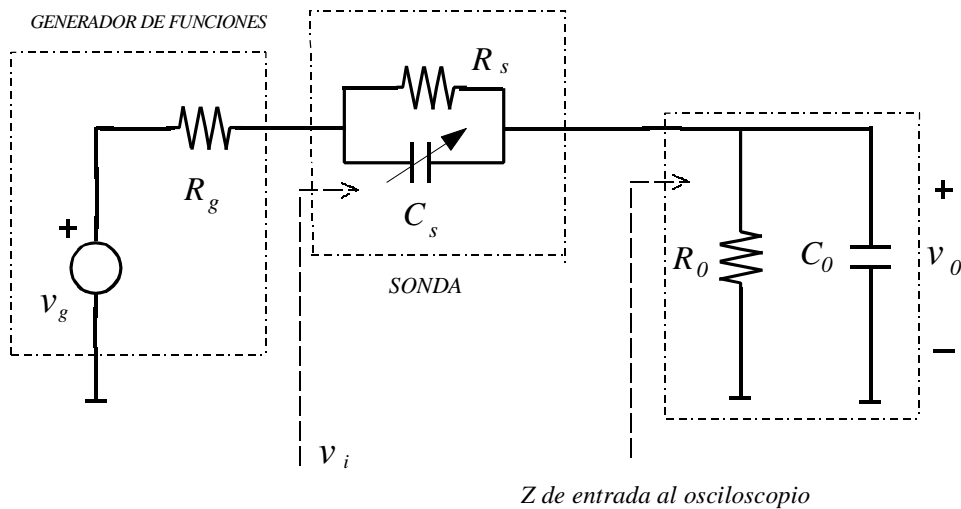 GENERADOR DE FUNCIONES
R s
R g
C s
SONDA
+
v g
R 0
C 0
+
v 0
−
v i
Z de entrada al osciloscopio